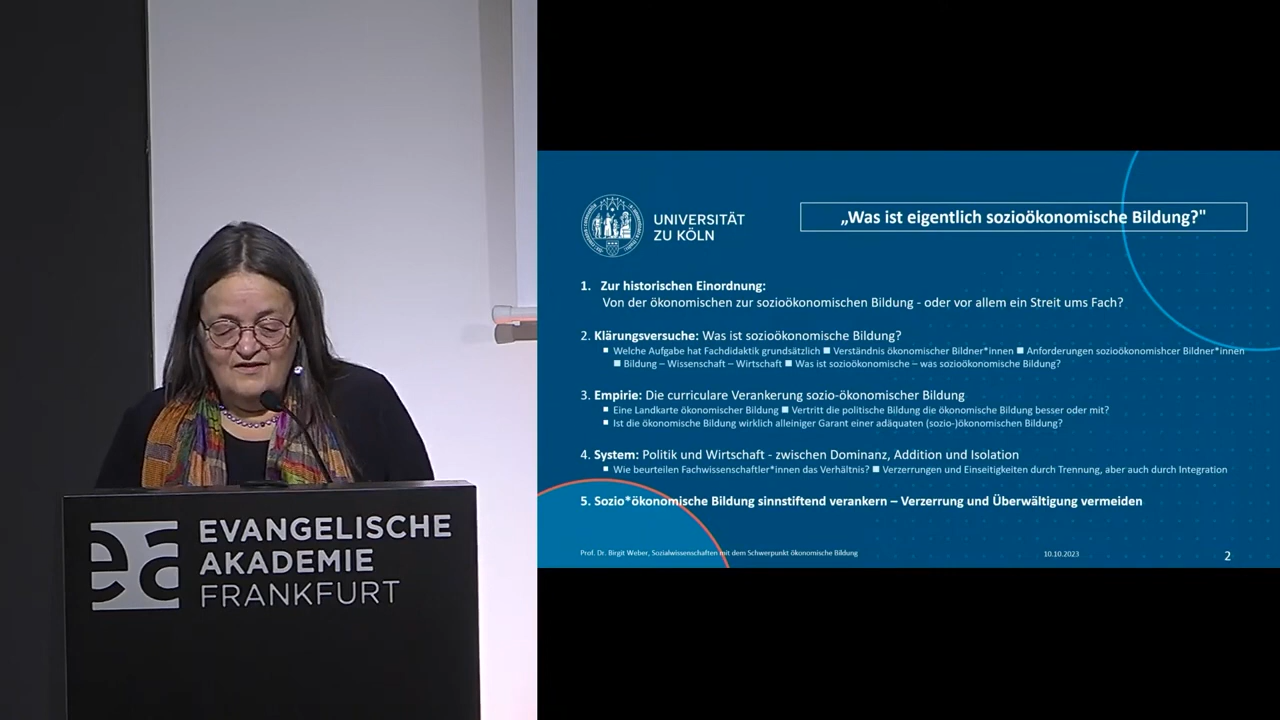 EVANGELISCHE
AKADEMIE
FRANKFURT
UNIVERSITÄT
ZU KÖLN
„Was ist eigentlich sozioökonomische Bildung?"
1. Zur historischen Einordnung:
Von der ökonomischen zur sozioökonomischen Bildung - oder vor allem ein Streit ums Fach?
2. Klärungsversuche: Was ist sozioökonomische Bildung?
■ Welche Aufgabe hat Fachdidaktik grundsätzlich ■ Verständnis ökonomischer Bildner*innen ■ Anforderungen sozioökonomishcer Bildner*innen
■ Bildung – Wissenschaft – Wirtschaft ■ Was ist sozioökonomische – was sozioökonomische Bildung?
3. Empirie: Die curriculare Verankerung sozio-ökonomischer Bildung
■ Eine Landkarte ökonomischer Bildung ■ Vertritt die politische Bildung die ökonomische Bildung besser oder mit?
■ Ist die ökonomische Bildung wirklich alleiniger Garant einer adäquaten (sozio-)ökonomischen Bildung?
4. System: Politik und Wirtschaft - zwischen Dominanz, Addition und Isolation
■ Wie beurteilen Fachwissenschaftler*innen das Verhältnis? ■ Verzerrungen und Einseitigkeiten durch Trennung, aber auch durch Integration
5. Sozio*ökonomische Bildung sinnstiftend verankern – Verzerrung und Überwältigung vermeiden
Prof. Dr. Birgit Weber, Sozialwissenschaften mit dem Schwerpunkt ökonomische Bildung
10.10.2023
2